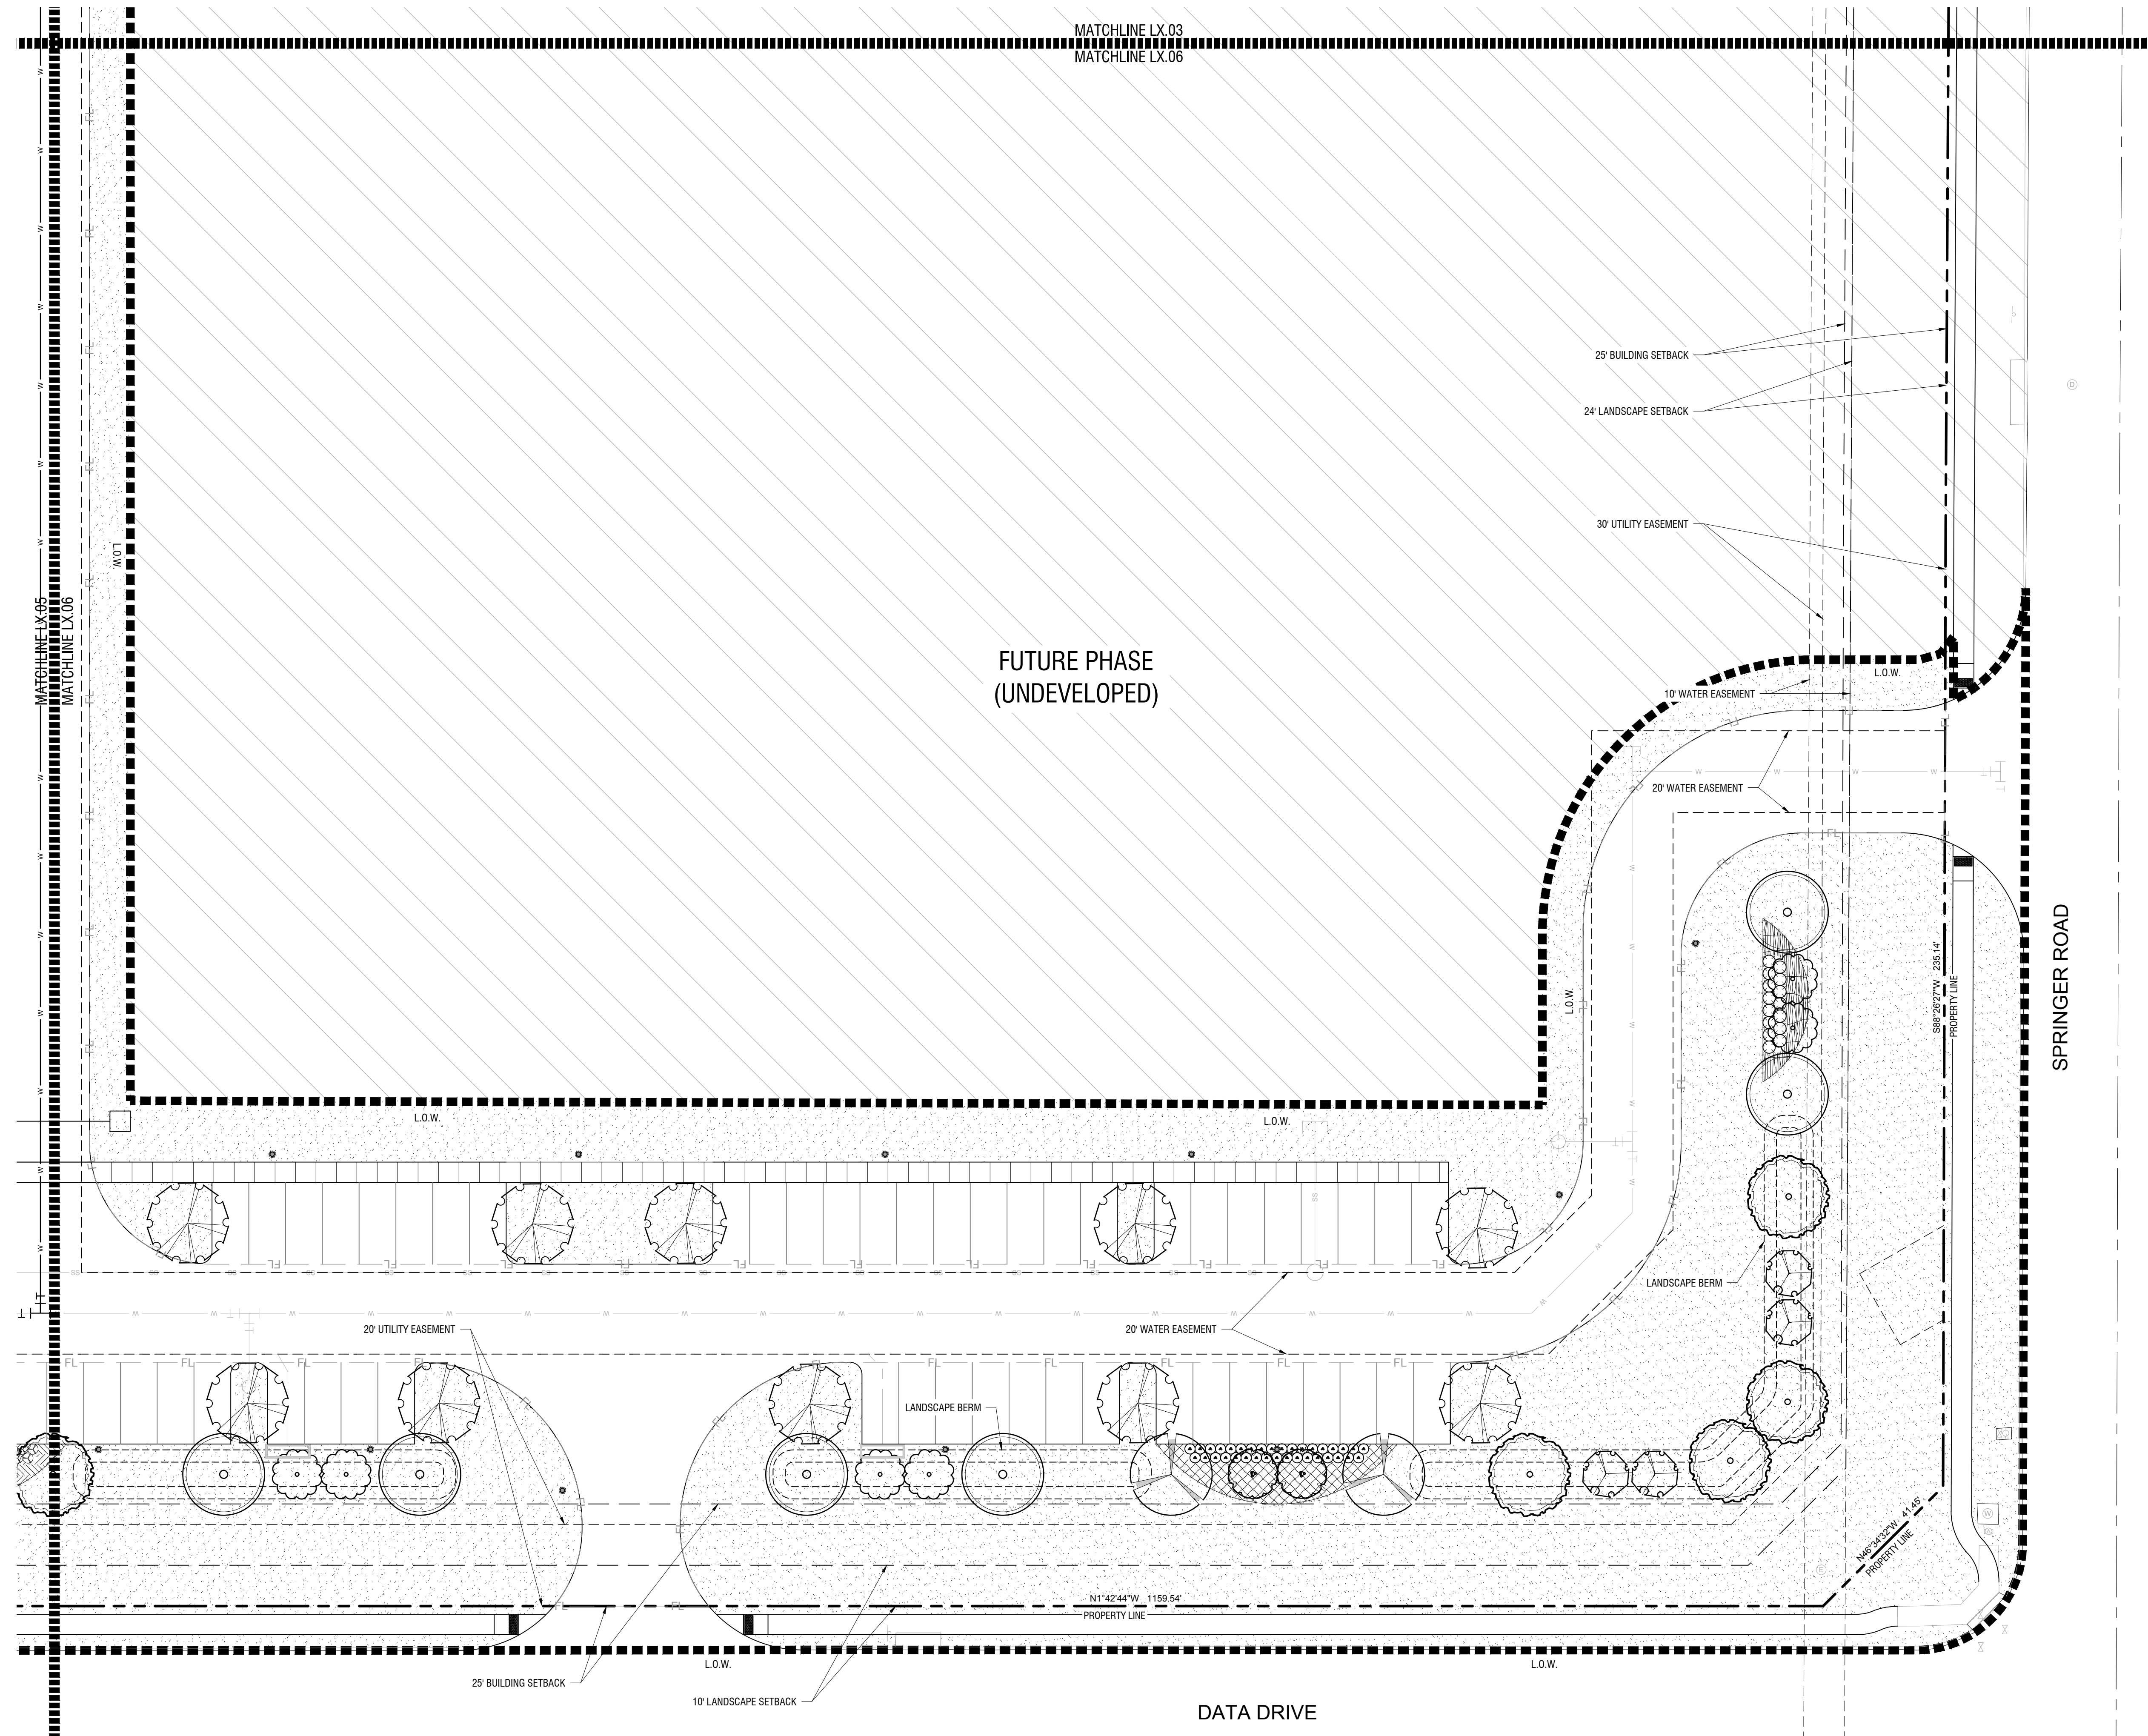 MATCHLINE LX.03
MATCHLINE LX.06
MATCHLINE LX.05
MATCHLINE LX.06
L.O.W.
25' BUILDING SETBACK
24' LANDSCAPE SETBACK
30' UTILITY EASEMENT
FUTURE PHASE
(UNDEVELOPED)
L.O.W.
10' WATER EASEMENT
20' WATER EASEMENT
SPRINGER ROAD
S88°26'27"W 235.14'
PROPERTY LINE
L.O.W.
L.O.W.
L.O.W.
LANDSCAPE BERM
20' UTILITY EASEMENT
20' WATER EASEMENT
LANDSCAPE BERM
N46°34'32"W 41.45'
PROPERTY LINE
N1°42'44"W 1159.54'
PROPERTY LINE
L.O.W.
L.O.W.
25' BUILDING SETBACK
10' LANDSCAPE SETBACK
DATA DRIVE